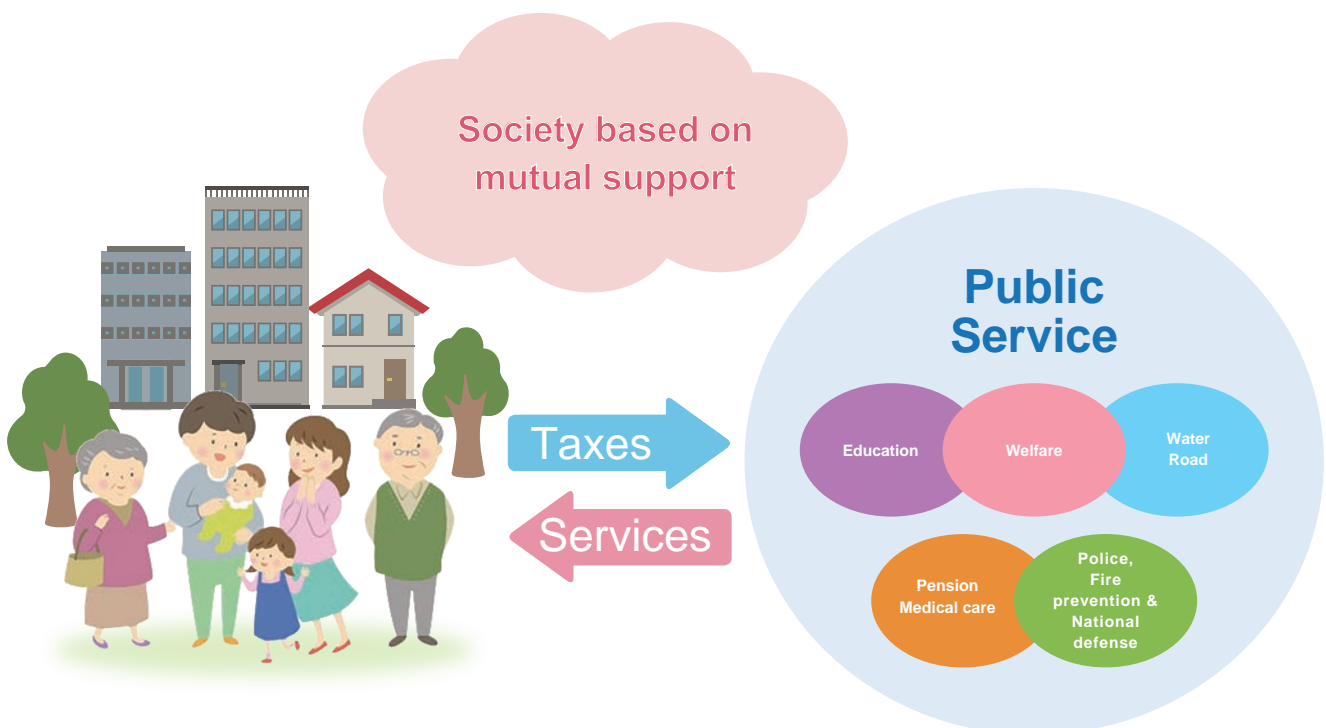 Society based on
mutual support
Public
Service
Taxes
Services
Education
Welfare
Water
Road
Pension
Medical care
Police,
Fire
prevention &
National
defense